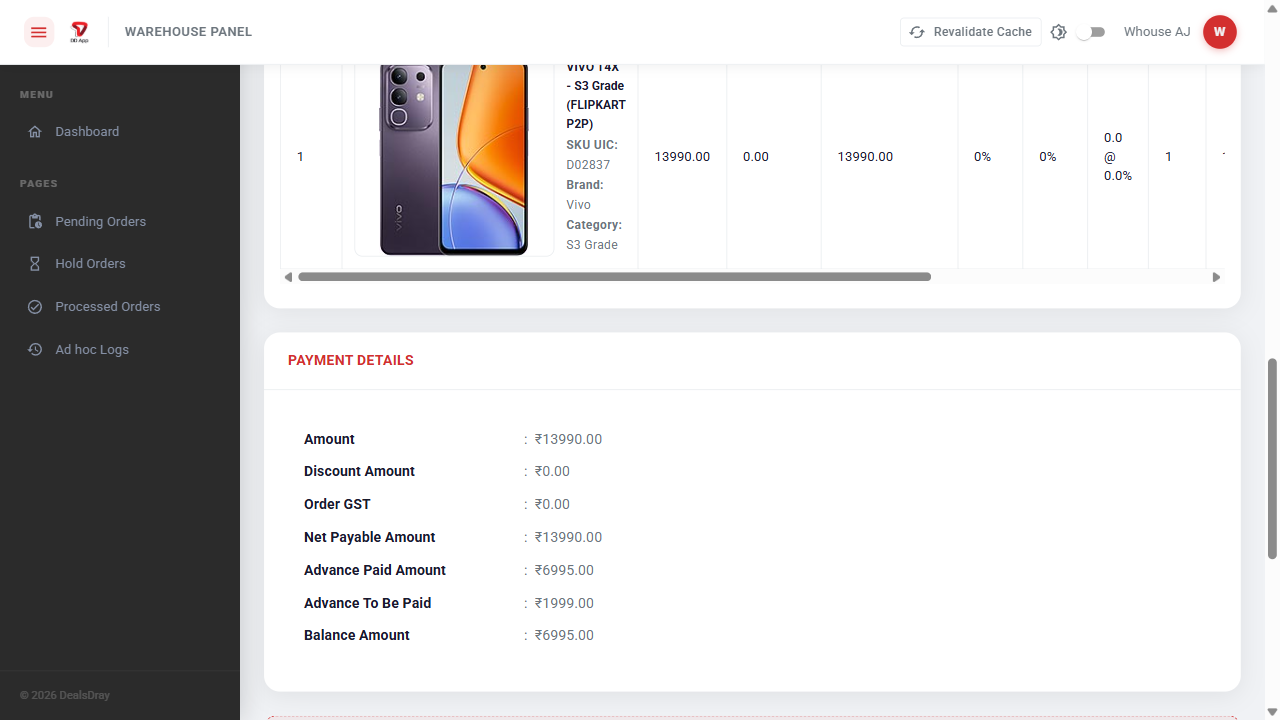 DD App
WAREHOUSE PANEL
Revalidate Cache
Whouse AJ
W
MENU
Dashboard
PAGES
Pending Orders
Hold Orders
Processed Orders
Ad hoc Logs
© 2026 DealsDray
1
vivo
VIVO T4X
- S3 Grade
(FLIPKART
P2P)
SKU UIC:
D02837
Brand:
Vivo
Category:
S3 Grade
13990.00
0.00
13990.00
0%
0%
0.0
@
0.0%
1
PAYMENT DETAILS
Amount : ₹13990.00
Discount Amount : ₹0.00
Order GST : ₹0.00
Net Payable Amount : ₹13990.00
Advance Paid Amount : ₹6995.00
Advance To Be Paid : ₹1999.00
Balance Amount : ₹6995.00